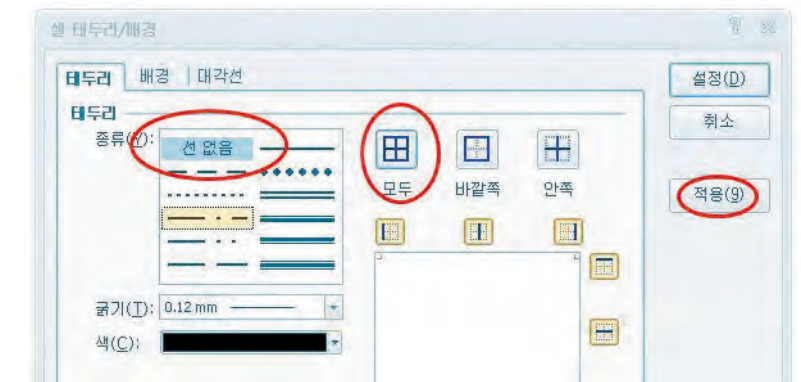 셀 테두리/배경
테두리 배경 대각선
설정(D)
테두리
취소
종류(Y):
선 없음
모두 바깥쪽 안쪽
적용(9)
굵기(T): 0.12 mm
색(C):